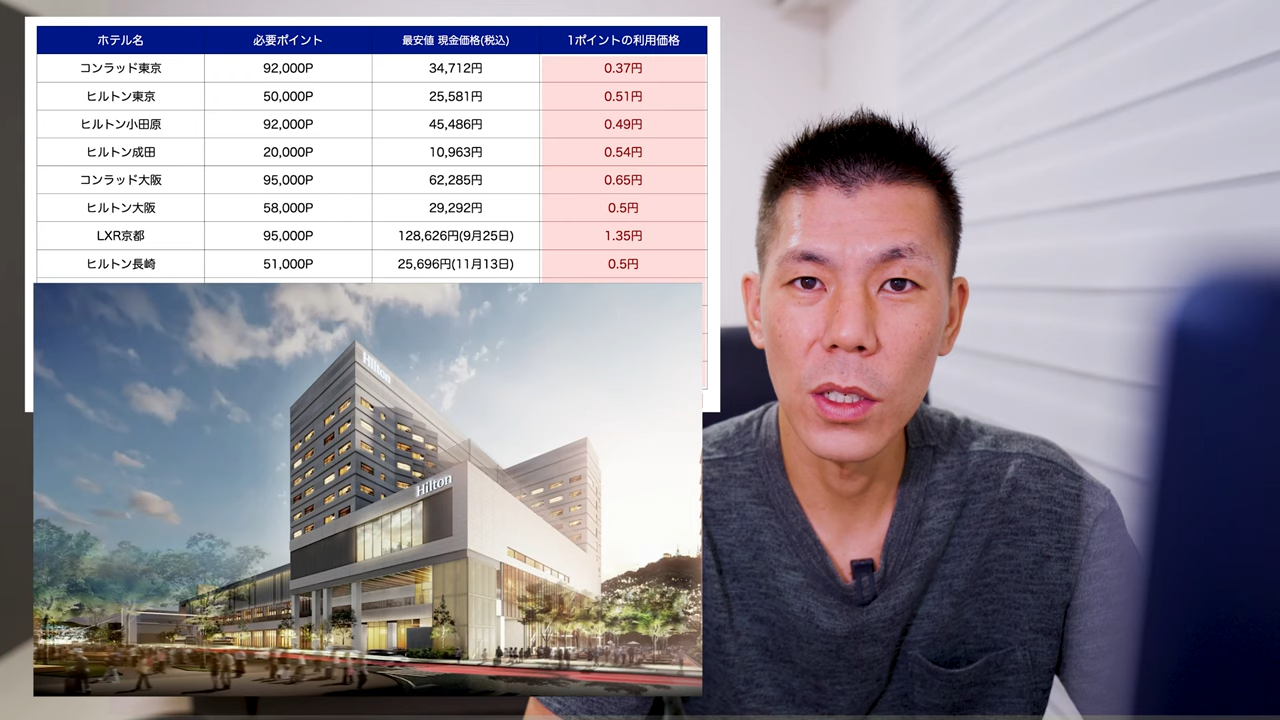 ホテル名 必要ポイント 最安値 現金価格(税込) 1ポイントの利用価格
コンラッド東京 92,000P 34,712円 0.37円
ヒルトン東京 50,000P 25,581円 0.51円
ヒルトン小田原 92,000P 45,486円 0.49円
ヒルトン成田 20,000P 10,963円 0.54円
コンラッド大阪 95,000P 62,285円 0.65円
ヒルトン大阪 58,000P 29,292円 0.5円
LXR京都 95,000P 128,626円(9月25日) 1.35円
ヒルトン長崎 51,000P 25,696円(11月13日) 0.5円
Hilton
Hilton